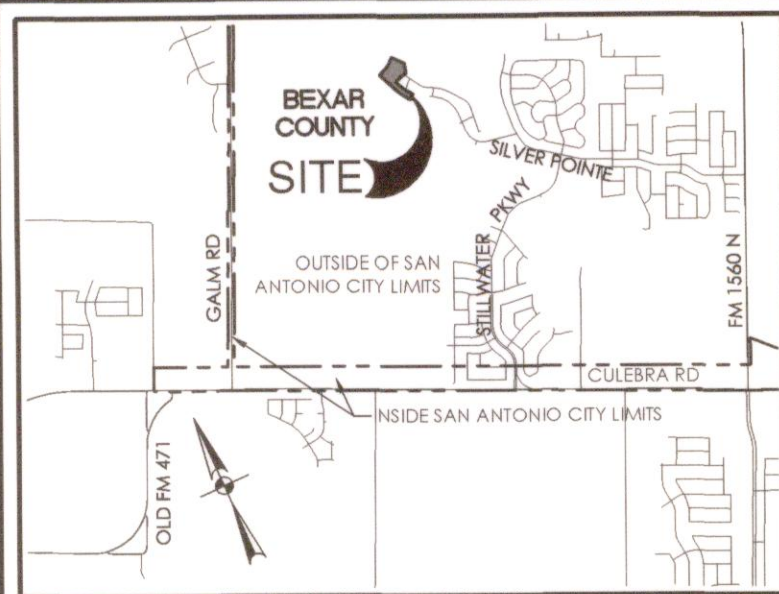 BEXAR
COUNTY
SITE
SILVER POINTE
STILLWATER PKWY
GALM RD
OUTSIDE OF SAN
ANTONIO CITY LIMITS
FM 1560 N
CULEBRA RD
NSIDE SAN ANTONIO CITY LIMITS
OLD FM 471